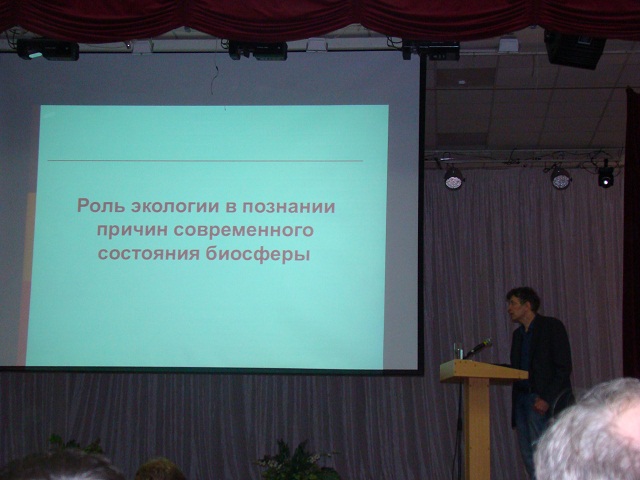 Роль экологии в познании
причин современного
состояния биосферы